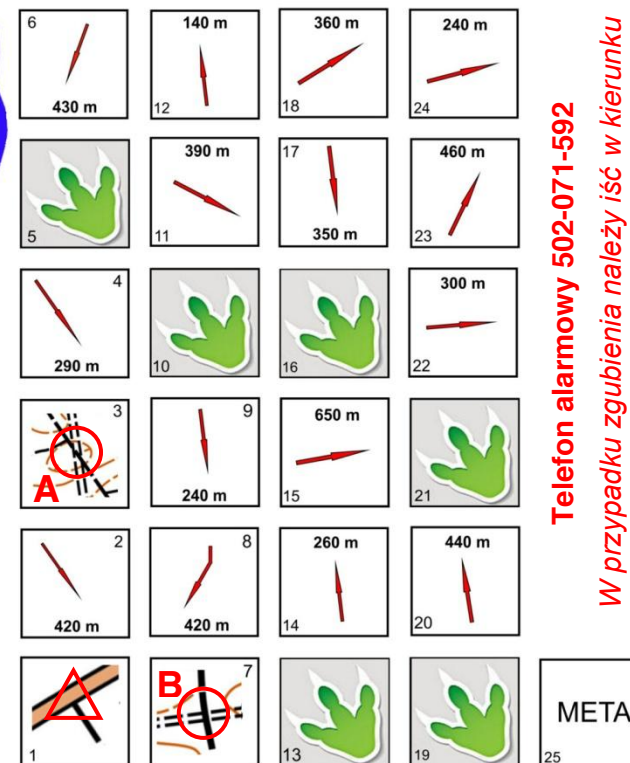 6
430 m
140 m
12
360 m
18
240 m
24
5
390 m
11
17
350 m
460 m
23
4
290 m
10
16
300 m
22
3
A
9
240 m
650 m
15
21
2
420 m
8
420 m
260 m
14
440 m
20
1
B
7
13
19
META
25
Telefon alarmowy 502-071-592
W przypadku zgubienia należy iść w kierunku